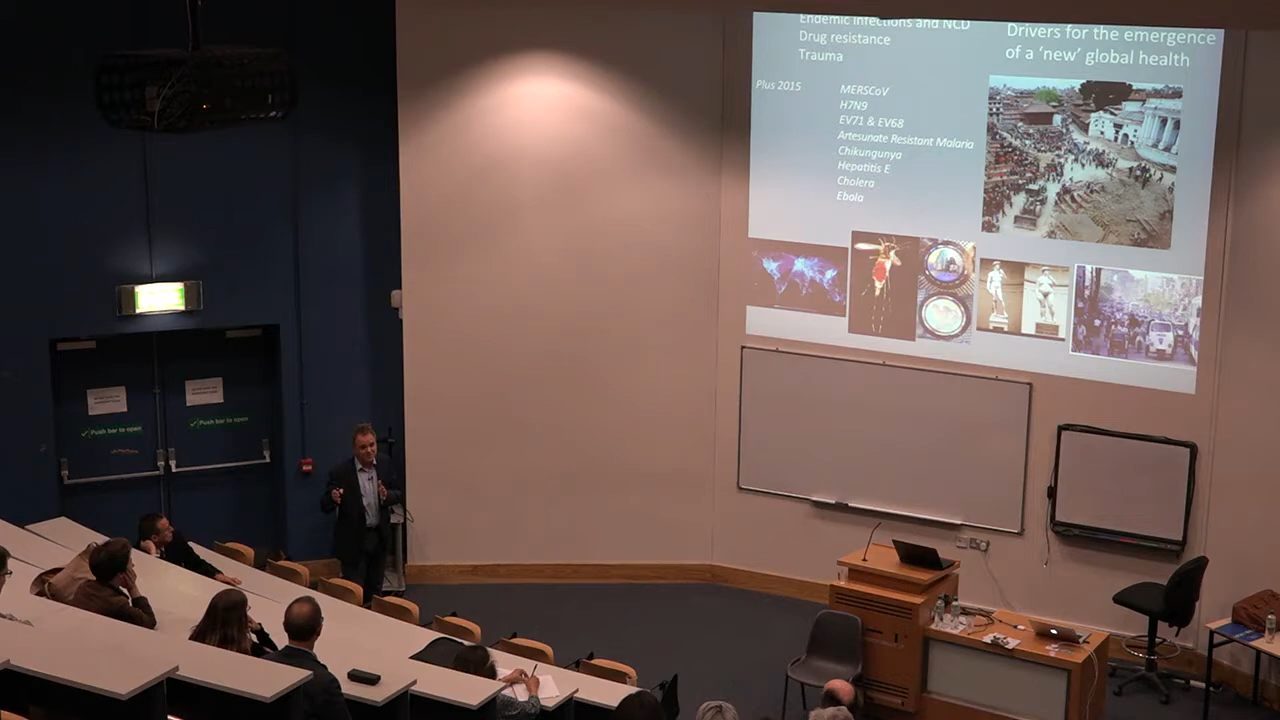 Endemic infections and NCD
Drug resistance
Trauma
Drivers for the emergence
of a ‘new’ global health
Plus 2015
MERSCoV
H7N9
EV71 & EV68
Artesunate Resistant Malaria
Chikungunya
Hepatitis E
Cholera
Ebola
Push bar to open
Push bar to open